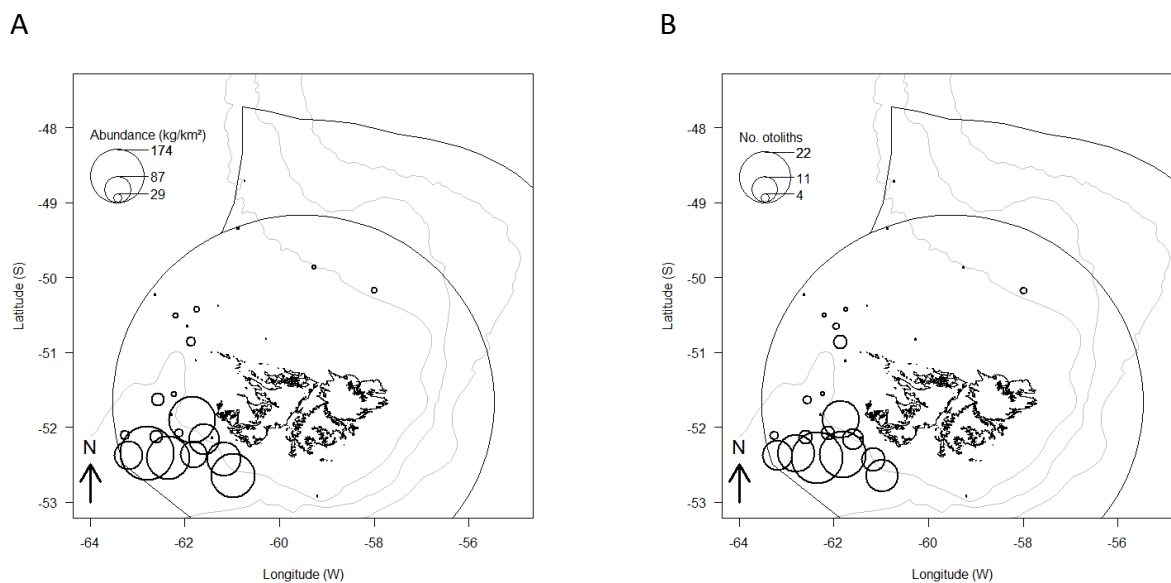 A
Abundance (kg/km²)
174
87
29
N
-48
-49
-50
-51
-52
-53
Latitude (S)
-64
-62
-60
-58
-56
Longitude (W)
B
No. otoliths
22
11
4
N
-48
-49
-50
-51
-52
-53
Latitude (S)
-64
-62
-60
-58
-56
Longitude (W)